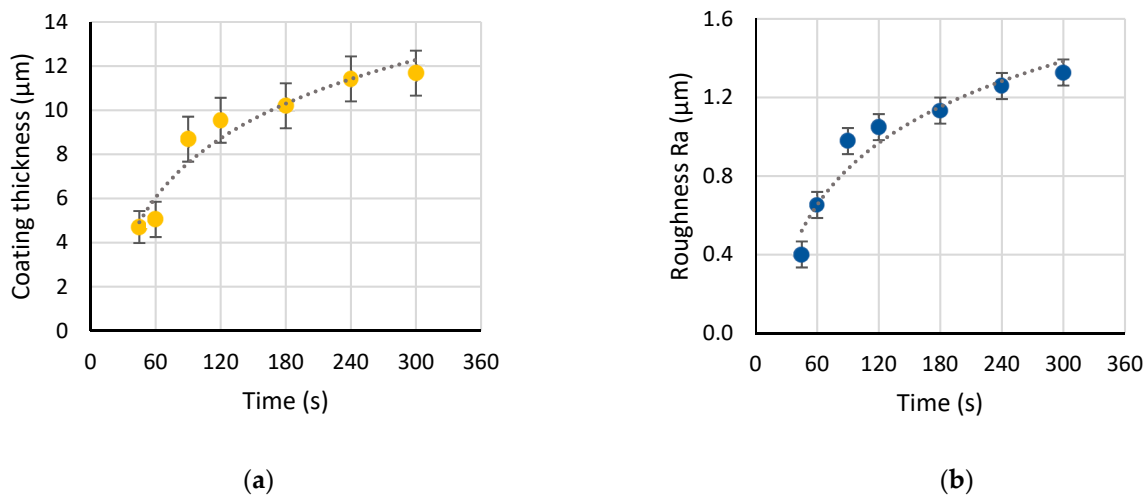 14
12
10
8
6
4
2
0
Coating thickness (µm)
0 60 120 180 240 300 360
Time (s)
(a)
1.6
1.2
0.8
0.4
0.0
Roughness Ra (µm)
0 60 120 180 240 300 360
Time (s)
(b)